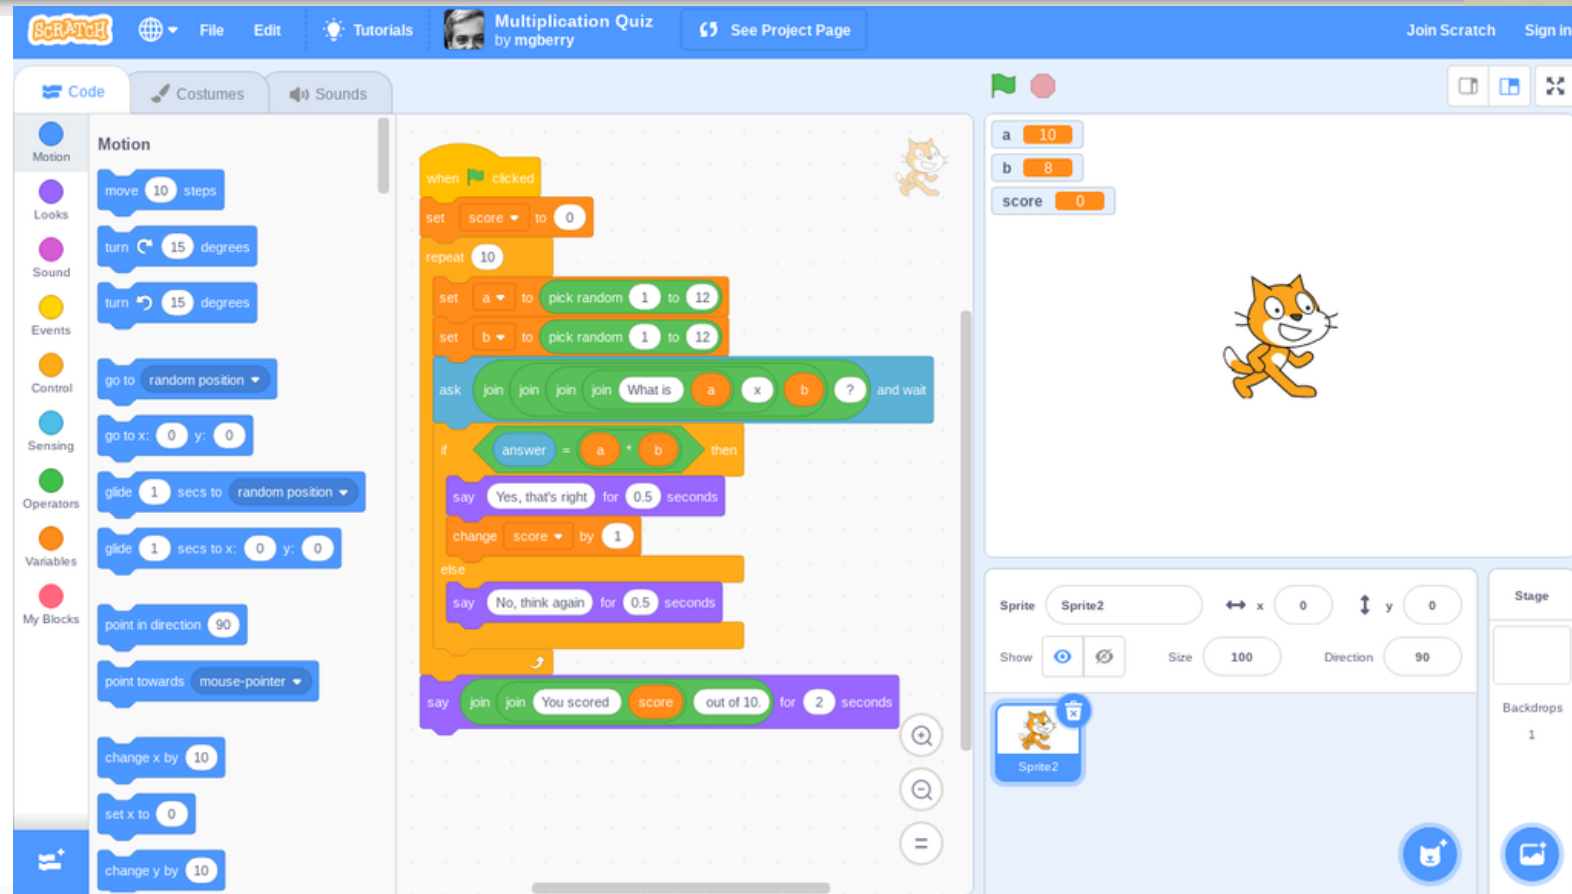 SCRATCH File Edit Tutorials Multiplication Quiz by mgberry See Project Page Join Scratch Sign in
Code Costumes Sounds
Motion
Looks
Sound
Events
Control
Sensing
Operators
Variables
My Blocks
Motion
move 10 steps
turn 15 degrees
turn 15 degrees
go to random position
go to x: 0 y: 0
glide 1 secs to random position
glide 1 secs to x: 0 y: 0
point in direction 90
point towards mouse-pointer
change x by 10
set x to 0
change y by 10
when clicked
set score to 0
repeat 10
set a to pick random 1 to 12
set b to pick random 1 to 12
ask join join join join What is a x b ? and wait
if answer = a * b then
say Yes, that's right for 0.5 seconds
change score by 1
else
say No, think again for 0.5 seconds
say join join You scored score out of 10. for 2 seconds
a 10
b 8
score 0
Sprite Sprite2 x 0 y 0
Show Size 100 Direction 90
Sprite2
Stage
Backdrops
1